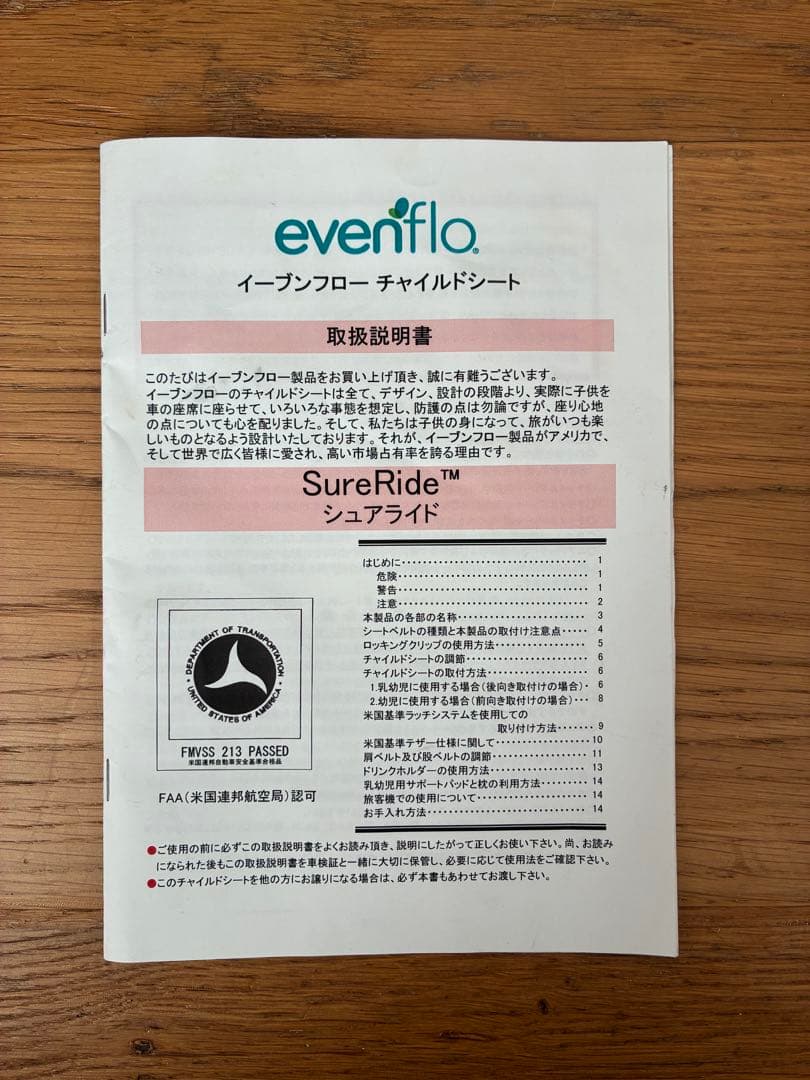 evenflo®
イーブンフロー チャイルドシート
取扱説明書
このたびはイーブンフロー製品をお買い上げ頂き、誠に有難うございます。
イーブンフローのチャイルドシートは全て、デザイン、設計の段階より、実際に子供を
車の座席に座らせて、いろいろな事態を想定し、防護の点は勿論ですが、座り心地
の点についても心を配りました。そして、私たちは子供の身になって、旅がいつも楽
しいものとなるよう設計いたしております。それが、イーブンフロー製品がアメリカで、
そして世界で広く皆様に愛され、高い市場占有率を誇る理由です。
SureRide™
シュアライド
はじめに・・・・・・・・・・・・・・・・・・・・・・・・・・・・・・ 1
危険・・・・・・・・・・・・・・・・・・・・・・・・・・・・・・ 1
警告・・・・・・・・・・・・・・・・・・・・・・・・・・・・・・ 1
注意・・・・・・・・・・・・・・・・・・・・・・・・・・・・・・ 2
本製品の各部の名称・・・・・・・・・・・・・・・・・・・・ 3
シートベルトの種類と本製品の取付け注意点・・・・ 4
ロッキングクリップの使用方法・・・・・・・・・・・・・・ 5
チャイルドシートの調節・・・・・・・・・・・・・・・・・・ 6
チャイルドシートの取付方法・・・・・・・・・・・・・・・ 6
1.乳幼児に使用する場合(後向き取付けの場合)・ 6
2.幼児に使用する場合(前向き取付けの場合)・・・ 8
米国基準ラッチシステムを使用しての
取り付け方法・・・・・・ 9
米国基準テザー仕様に関して・・・・・・・・・・・・・・10
肩ベルト及び股ベルトの調節・・・・・・・・・・・・・・11
ドリンクホルダーの使用方法・・・・・・・・・・・・・・13
乳幼児用サポートパッドと枕の利用方法・・・・・・・14
旅客機での使用について・・・・・・・・・・・・・・・・14
お手入れ方法・・・・・・・・・・・・・・・・・・・・・・・14
DEPARTMENT OF TRANSPORTATION
UNITED STATES OF AMERICA
FMVSS 213 PASSED
米国連邦自動車安全基準合格品
FAA(米国連邦航空局)認可
●ご使用の前に必ずこの取扱説明書をよくお読み頂き、説明にしたがって正しくお使い下さい。尚、お読み
になられた後もこの取扱説明書を車検証と一緒に大切に保管し、必要に応じて使用法をご確認下さい。
●このチャイルドシートを他の方にお譲りになる場合は、必ず本書もあわせてお渡し下さい。